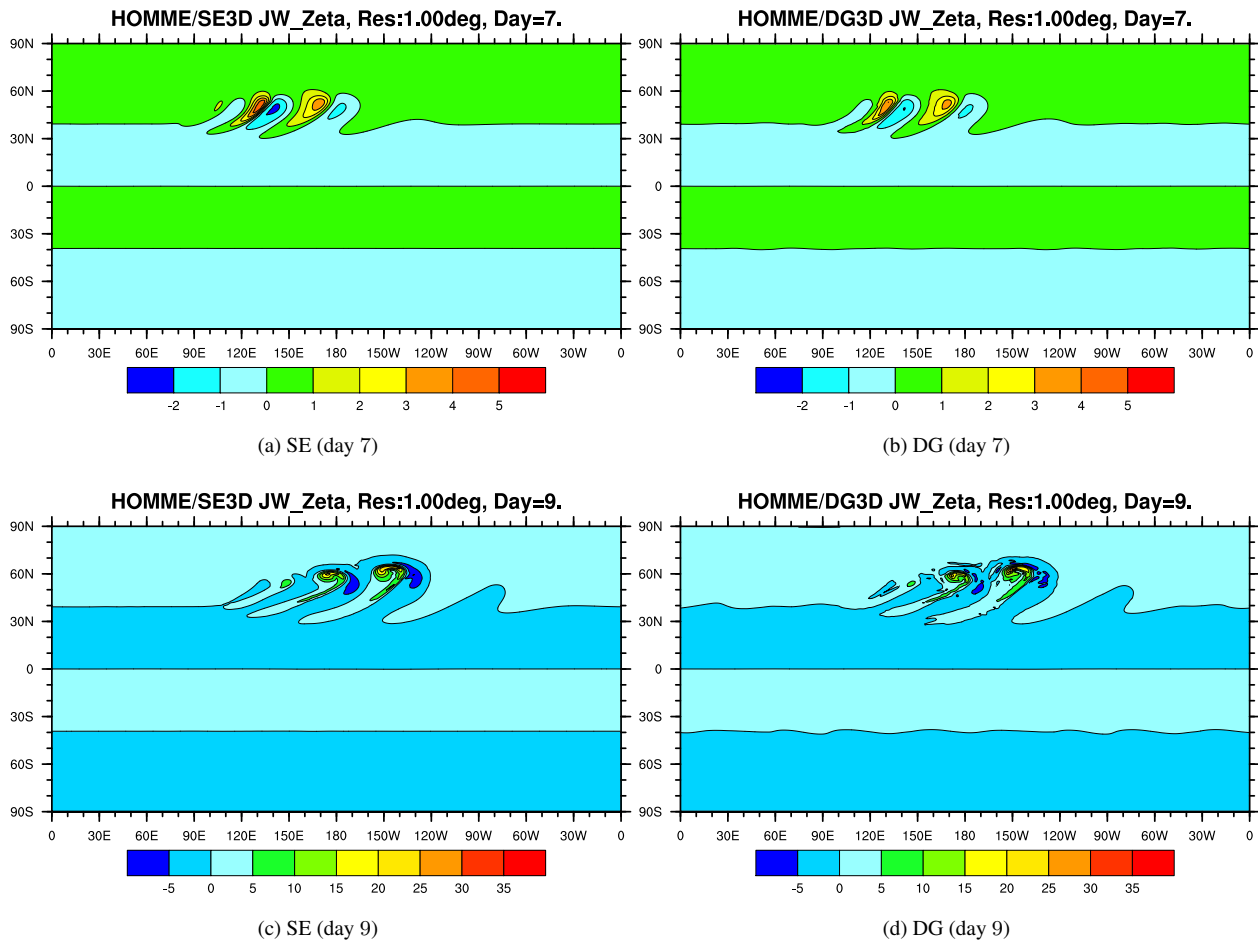 HOMME/SE3D JW_Zeta, Res:1.00deg, Day=7.
90N
60N
30N
0
30S
60S
90S
0 30E 60E 90E 120E 150E 180 150W 120W 90W 60W 30W 0
-2 -1 0 1 2 3 4 5
(a) SE (day 7)
HOMME/DG3D JW_Zeta, Res:1.00deg, Day=7.
90N
60N
30N
0
30S
60S
90S
0 30E 60E 90E 120E 150E 180 150W 120W 90W 60W 30W 0
-2 -1 0 1 2 3 4 5
(b) DG (day 7)
HOMME/SE3D JW_Zeta, Res:1.00deg, Day=9.
90N
60N
30N
0
30S
60S
90S
0 30E 60E 90E 120E 150E 180 150W 120W 90W 60W 30W 0
-5 0 5 10 15 20 25 30 35
(c) SE (day 9)
HOMME/DG3D JW_Zeta, Res:1.00deg, Day=9.
90N
60N
30N
0
30S
60S
90S
0 30E 60E 90E 120E 150E 180 150W 120W 90W 60W 30W 0
-5 0 5 10 15 20 25 30 35
(d) DG (day 9)